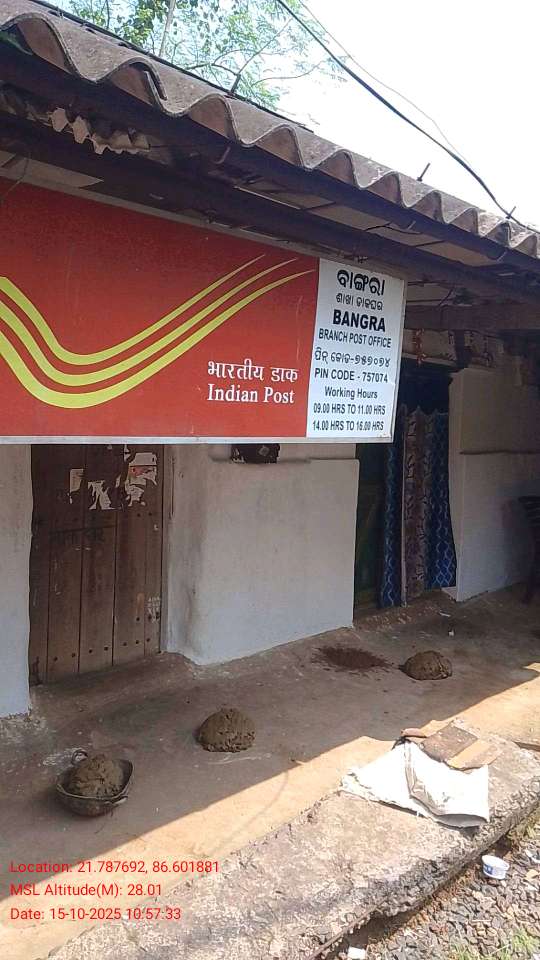 भारतीय डाक
Indian Post
ବାଙ୍ଗରା
ଶାଖା ଡାକଘର
BANGRA
BRANCH POST OFFICE
ପିନ୍ କୋଡ-୭୫୭୦୭୪
PIN CODE - 757074
Working Hours
09.00 HRS TO 11.00 HRS
14.00 HRS TO 16.00 HRS
Location: 21.787692, 86.601881
MSL Altitude(M): 28.01
Date: 15-10-2025 10:57:33